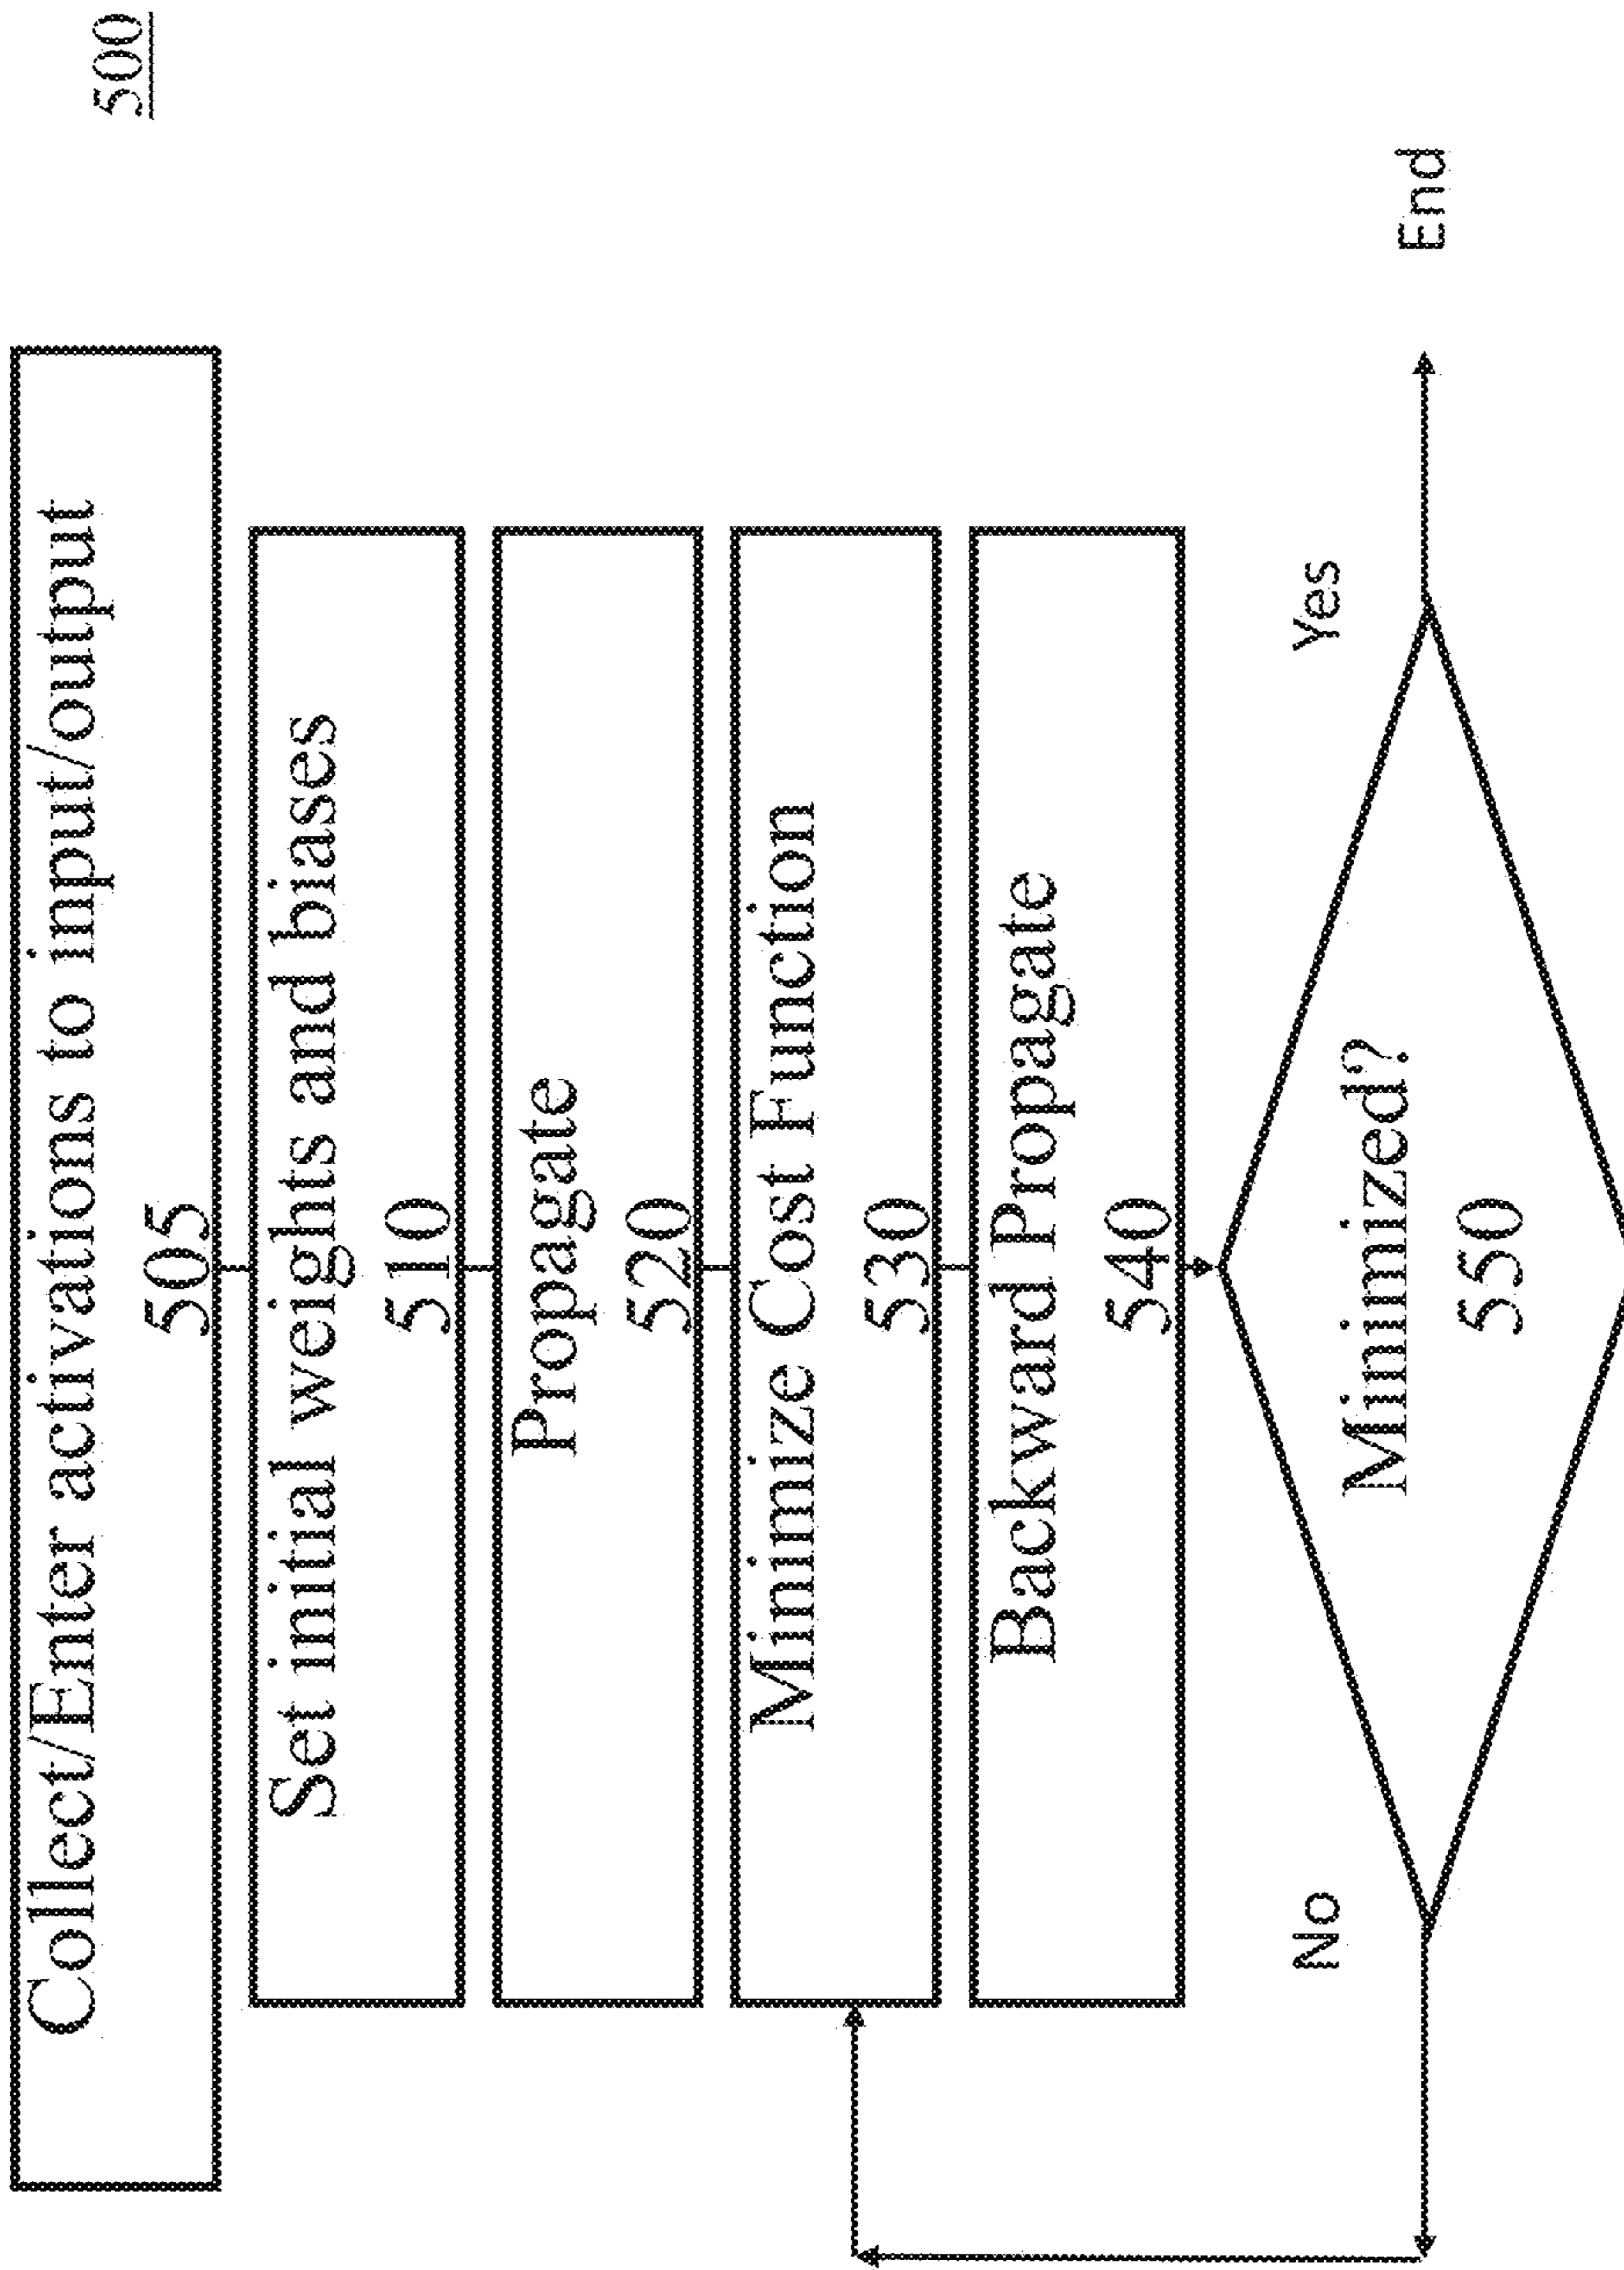 500
Collect/Enter activations to input/output
505
Set initial weights and biases
510
Propagate
520
Minimize Cost Function
530
Backward Propagate
540
No
Yes
Minimized?
550
End